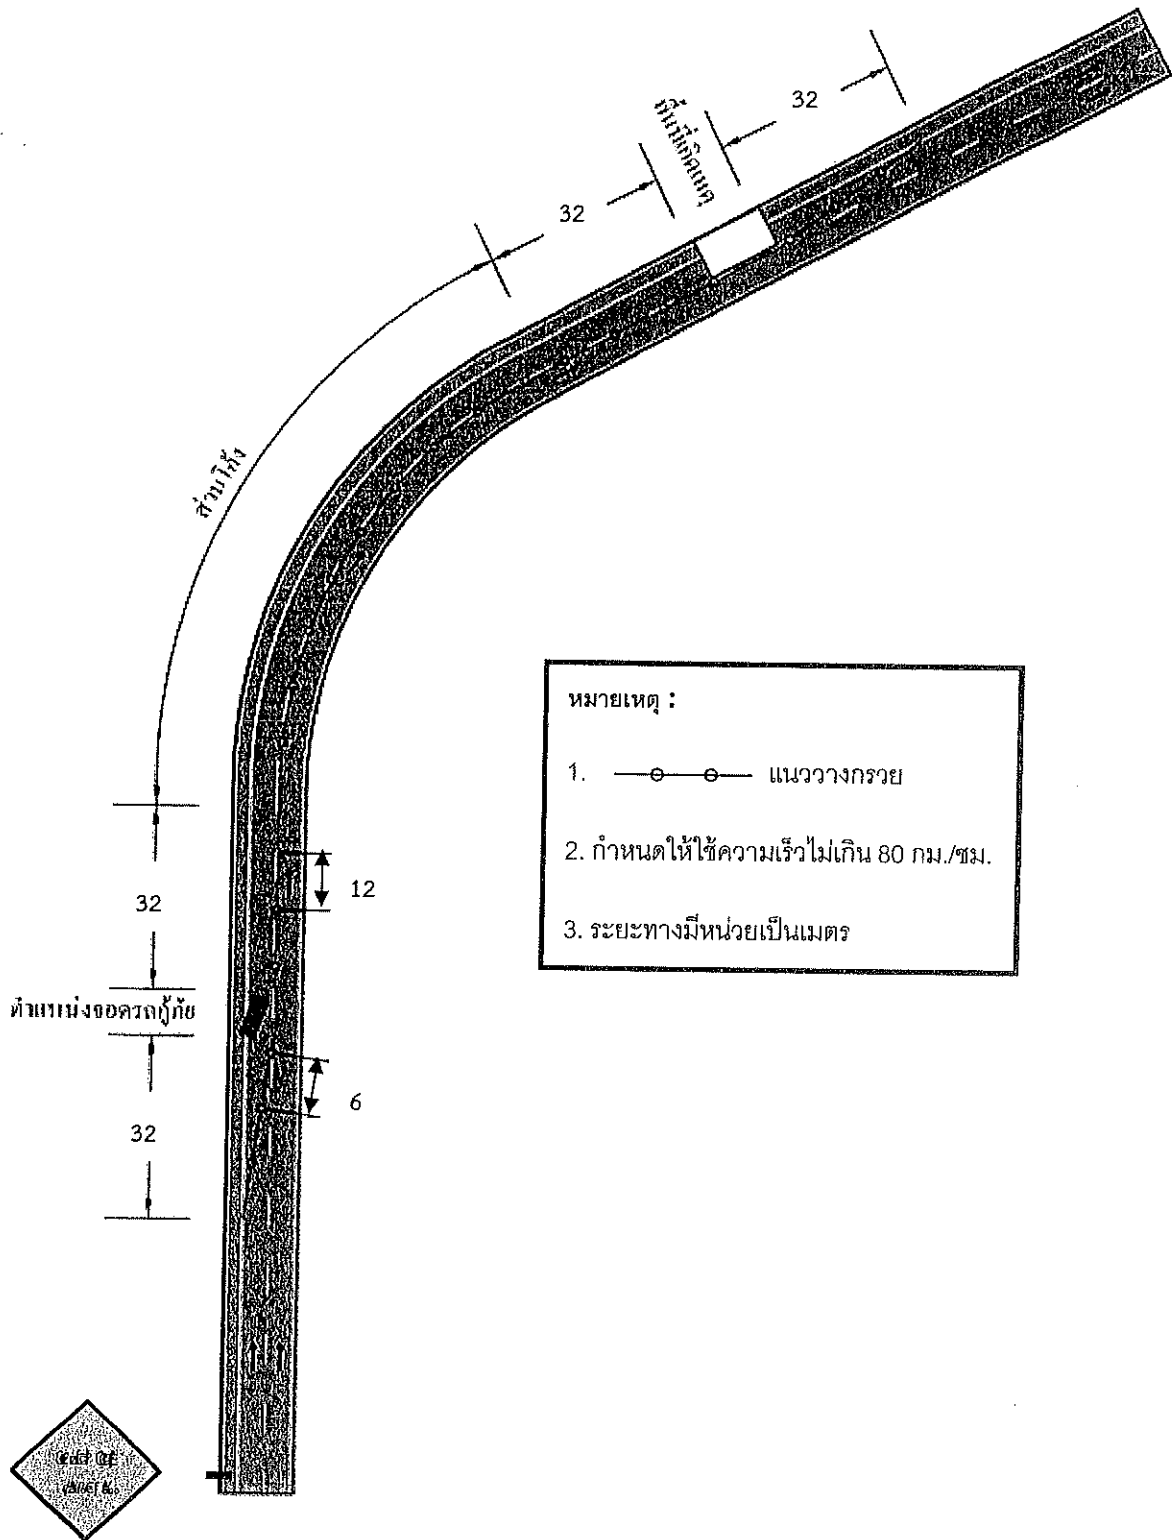 32
พื้นที่เกิดเหตุ
32
ส่วนโค้ง
หมายเหตุ :
1. แนววางกรวย
2. กำหนดให้ใช้ความเร็วไม่เกิน 80 กม./ชม.
3. ระยะทางมีหน่วยเป็นเมตร
12
32
ตำแหน่งจอดรถกู้ภัย
6
32